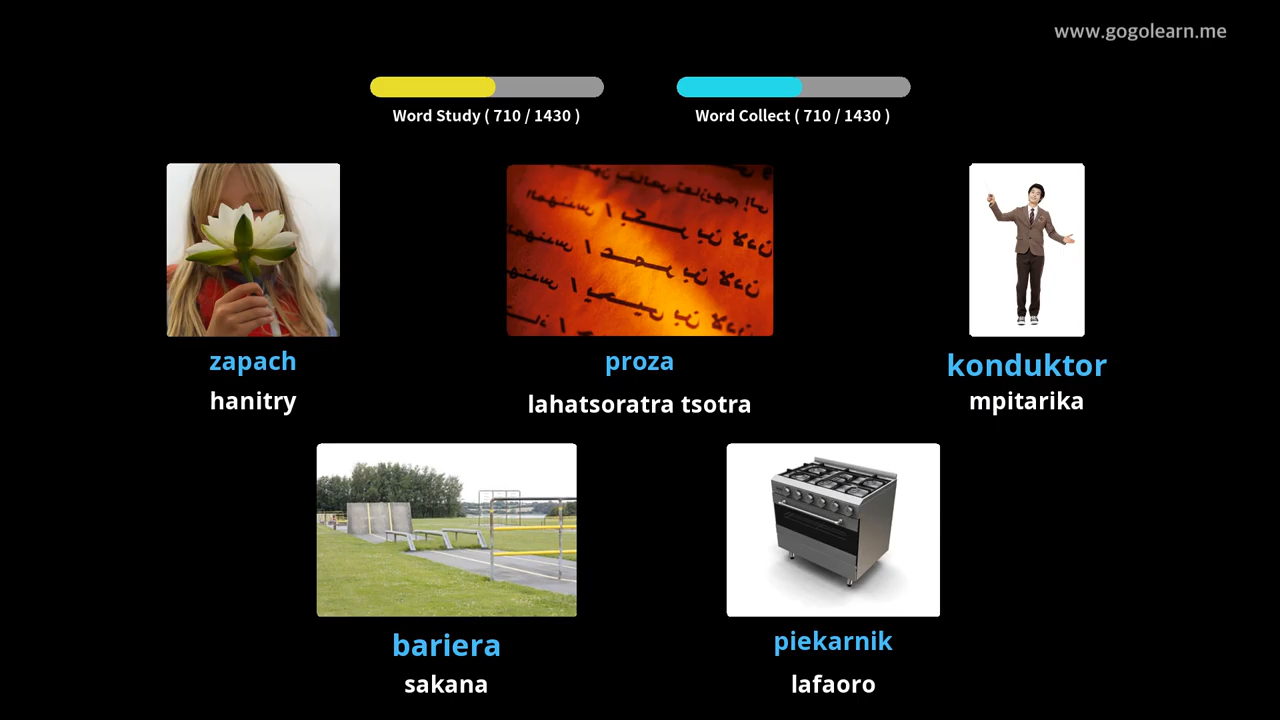 www.gogolearn.me
Word Study ( 710 / 1430 )
Word Collect ( 710 / 1430 )
zapach
hanitry
proza
lahatsoratra tsotra
konduktor
mpitarika
bariera
sakana
piekarnik
lafaoro